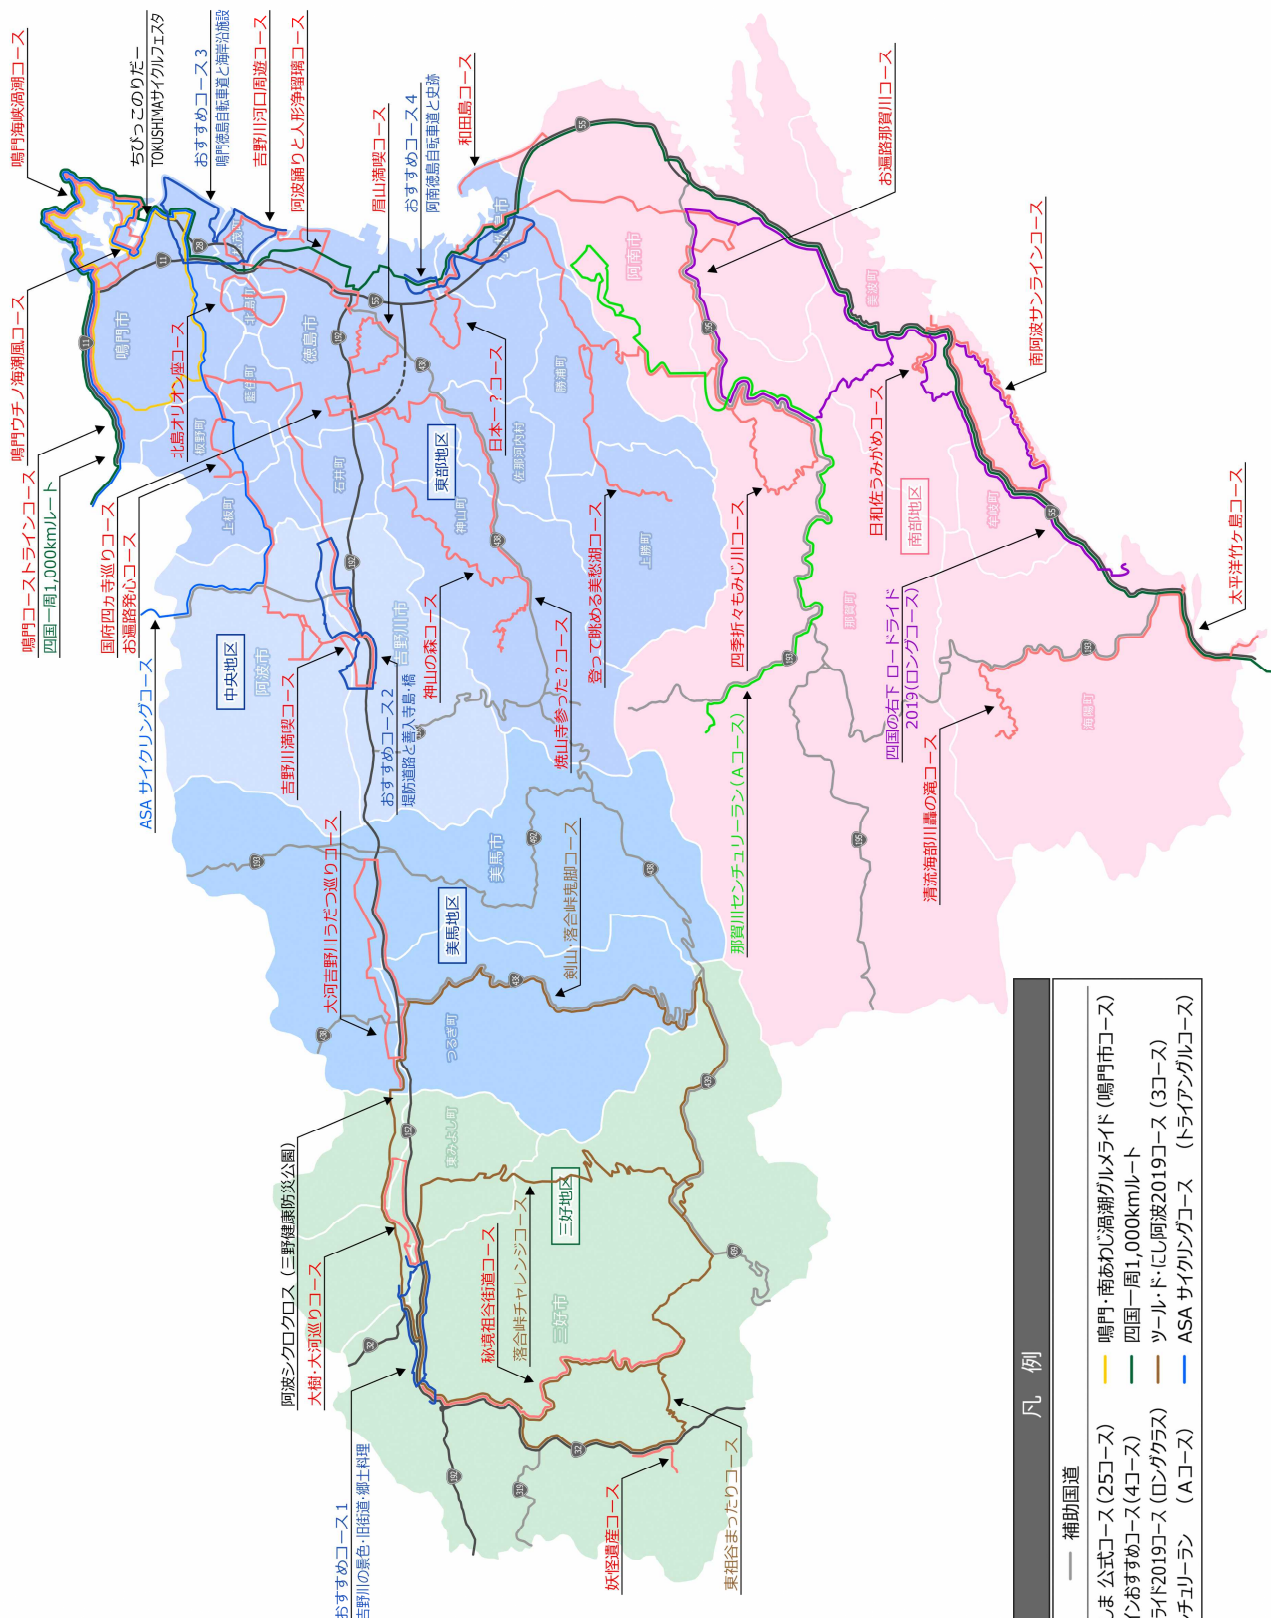 鳴門海峡渦潮コース
ちびっこのりだー
TOKUSHIMAサイクルフェスタ
おすすめコース3
鳴門徳島自転車道と海岸沿施設
吉野川河口周遊コース
阿波踊りと人形浄瑠璃コース
眉山満喫コース
おすすめコース4
阿南徳島自転車道と史跡
和田島コース
お遍路那賀川コース
南阿波サンラインコース
太平洋竹ヶ島コース
鳴門ウチノ海潮風コース
鳴門コーストラインコース
四国一周1,000kmルート
北島オリオン座コース
国府四カ寺巡りコース
お遍路発心コース
ASA サイクリングコース
吉野川満喫コース
おすすめコース2
堤防道路と善入寺島・橋
神山の森コース
日本一?コース
焼山寺参った?コース
登って眺める美愁湖コース
四季折々もみじ川コース
日和佐うみがめコース
四国の右下 ロードライド
2019(ロングコース)
清流海部川轟の滝コース
那賀川センチュリーラン(Aコース)
大河吉野川うだつ巡りコース
剣山・落合峠鬼脚コース
阿波シクロクロス (三野健康防災公園)
大樹・大河巡りコース
秘境祖谷街道コース
落合峠チャレンジコース
おすすめコース1
吉野川の景色・旧街道・郷土料理
妖怪遺産コース
東祖谷まったりコース
鳴門市
北島町
藍住町
板野町
上板町
徳島市
石井町
神山町
佐那河内村
勝浦町
上勝町
阿波市
吉野川市
美馬市
つるぎ町
東みよし町
三好市
阿南市
美波町
牟岐町
那賀町
海陽町
東部地区
中央地区
美馬地区
三好地区
南部地区
11
11
28
55
192
438
192
438
193
492
438
438
439
439
32
32
192
319
55
195
193
195
55
193
凡 例
補助国道
しま 公式コース (25コース)
インおすすめコース(4コース)
ライド2019コース (ロングクラス)
ンチュリーラン (Aコース)
鳴門・南あわじ渦潮グルメライド (鳴門市コース)
四国一周1,000kmルート
ツール・ド・にし阿波2019コース (3コース)
ASA サイクリングコース (トライアングルコース)